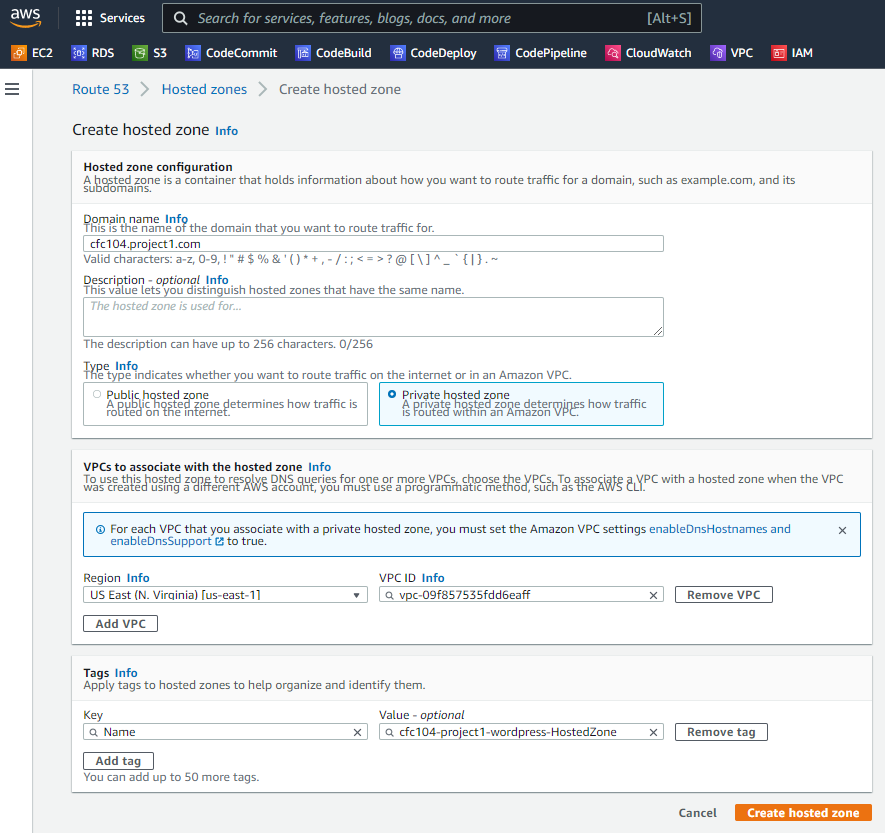 aws Services Search for services, features, blogs, docs, and more [Alt+S]
EC2 RDS S3 CodeCommit CodeBuild CodeDeploy CodePipeline CloudWatch VPC IAM
Route 53 Hosted zones Create hosted zone
Create hosted zone Info
Hosted zone configuration
A hosted zone is a container that holds information about how you want to route traffic for a domain, such as example.com, and its
subdomains.
Domain name Info
This is the name of the domain that you want to route traffic for.
cfc104.project1.com
Valid characters: a-z, 0-9, ! " # $ % & ' ( ) * + , - / : ; < = > ? @ [ \ ] ^ _ ` { | } . ~
Description - optional Info
This value lets you distinguish hosted zones that have the same name.
The hosted zone is used for...
The description can have up to 256 characters. 0/256
Type Info
The type indicates whether you want to route traffic on the internet or in an Amazon VPC.
Public hosted zone
A public hosted zone determines how traffic is
routed on the internet.
Private hosted zone
A private hosted zone determines how traffic
is routed within an Amazon VPC.
VPCs to associate with the hosted zone Info
To use this hosted zone to resolve DNS queries for one or more VPCs, choose the VPCs. To associate a VPC with a hosted zone when the VPC
was created using a different AWS account, you must use a programmatic method, such as the AWS CLI.
For each VPC that you associate with a private hosted zone, you must set the Amazon VPC settings enableDnsHostnames and
enableDnsSupport to true.
Region Info VPC ID Info
US East (N. Virginia) [us-east-1] vpc-09f857535fdd6eaff Remove VPC
Add VPC
Tags Info
Apply tags to hosted zones to help organize and identify them.
Key Value - optional
Name cfc104-project1-wordpress-HostedZone Remove tag
Add tag
You can add up to 50 more tags.
Cancel Create hosted zone